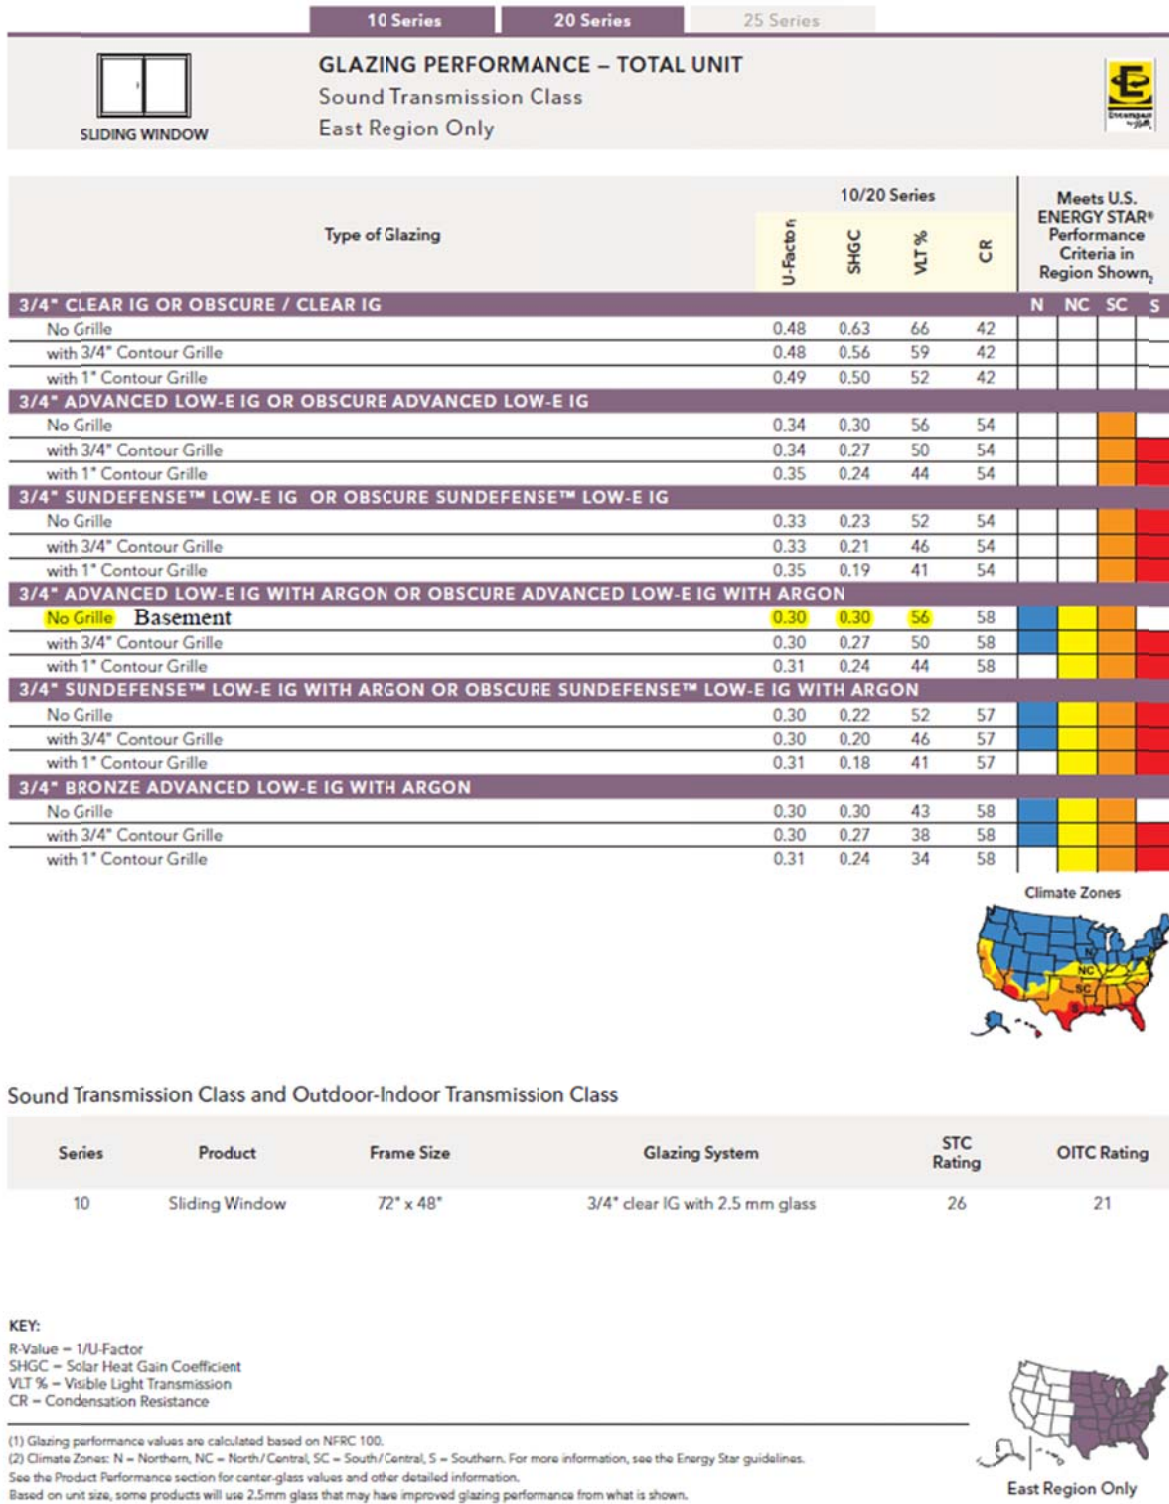 10 Series 20 Series 25 Series
GLAZING PERFORMANCE – TOTAL UNIT
Sound Transmission Class
East Region Only
SLIDING WINDOW
Encompass
by Pella
10/20 Series
Type of Glazing
U-Factor1 SHGC VLT % CR
Meets U.S.
ENERGY STAR®
Performance
Criteria in
Region Shown2
3/4" CLEAR IG OR OBSCURE / CLEAR IG N NC SC S
No Grille 0.48 0.63 66 42
with 3/4" Contour Grille 0.48 0.56 59 42
with 1" Contour Grille 0.49 0.50 52 42
3/4" ADVANCED LOW-E IG OR OBSCURE ADVANCED LOW-E IG
No Grille 0.34 0.30 56 54
with 3/4" Contour Grille 0.34 0.27 50 54
with 1" Contour Grille 0.35 0.24 44 54
3/4" SUNDEFENSE™ LOW-E IG OR OBSCURE SUNDEFENSE™ LOW-E IG
No Grille 0.33 0.23 52 54
with 3/4" Contour Grille 0.33 0.21 46 54
with 1" Contour Grille 0.35 0.19 41 54
3/4" ADVANCED LOW-E IG WITH ARGON OR OBSCURE ADVANCED LOW-E IG WITH ARGON
No Grille Basement 0.30 0.30 56 58
with 3/4" Contour Grille 0.30 0.27 50 58
with 1" Contour Grille 0.31 0.24 44 58
3/4" SUNDEFENSE™ LOW-E IG WITH ARGON OR OBSCURE SUNDEFENSE™ LOW-E IG WITH ARGON
No Grille 0.30 0.22 52 57
with 3/4" Contour Grille 0.30 0.20 46 57
with 1" Contour Grille 0.31 0.18 41 57
3/4" BRONZE ADVANCED LOW-E IG WITH ARGON
No Grille 0.30 0.30 43 58
with 3/4" Contour Grille 0.30 0.27 38 58
with 1" Contour Grille 0.31 0.24 34 58
Climate Zones
N
NC
SC
S
Sound Transmission Class and Outdoor-Indoor Transmission Class
Series Product Frame Size Glazing System STC Rating OITC Rating
10 Sliding Window 72" x 48" 3/4" clear IG with 2.5 mm glass 26 21
KEY:
R-Value = 1/U-Factor
SHGC = Solar Heat Gain Coefficient
VLT % = Visible Light Transmission
CR = Condensation Resistance
(1) Glazing performance values are calculated based on NFRC 100.
(2) Climate Zones: N = Northern, NC = North/Central, SC = South/Central, S = Southern. For more information, see the Energy Star guidelines.
See the Product Performance section for center-glass values and other detailed information.
Based on unit size, some products will use 2.5mm glass that may have improved glazing performance from what is shown.
East Region Only